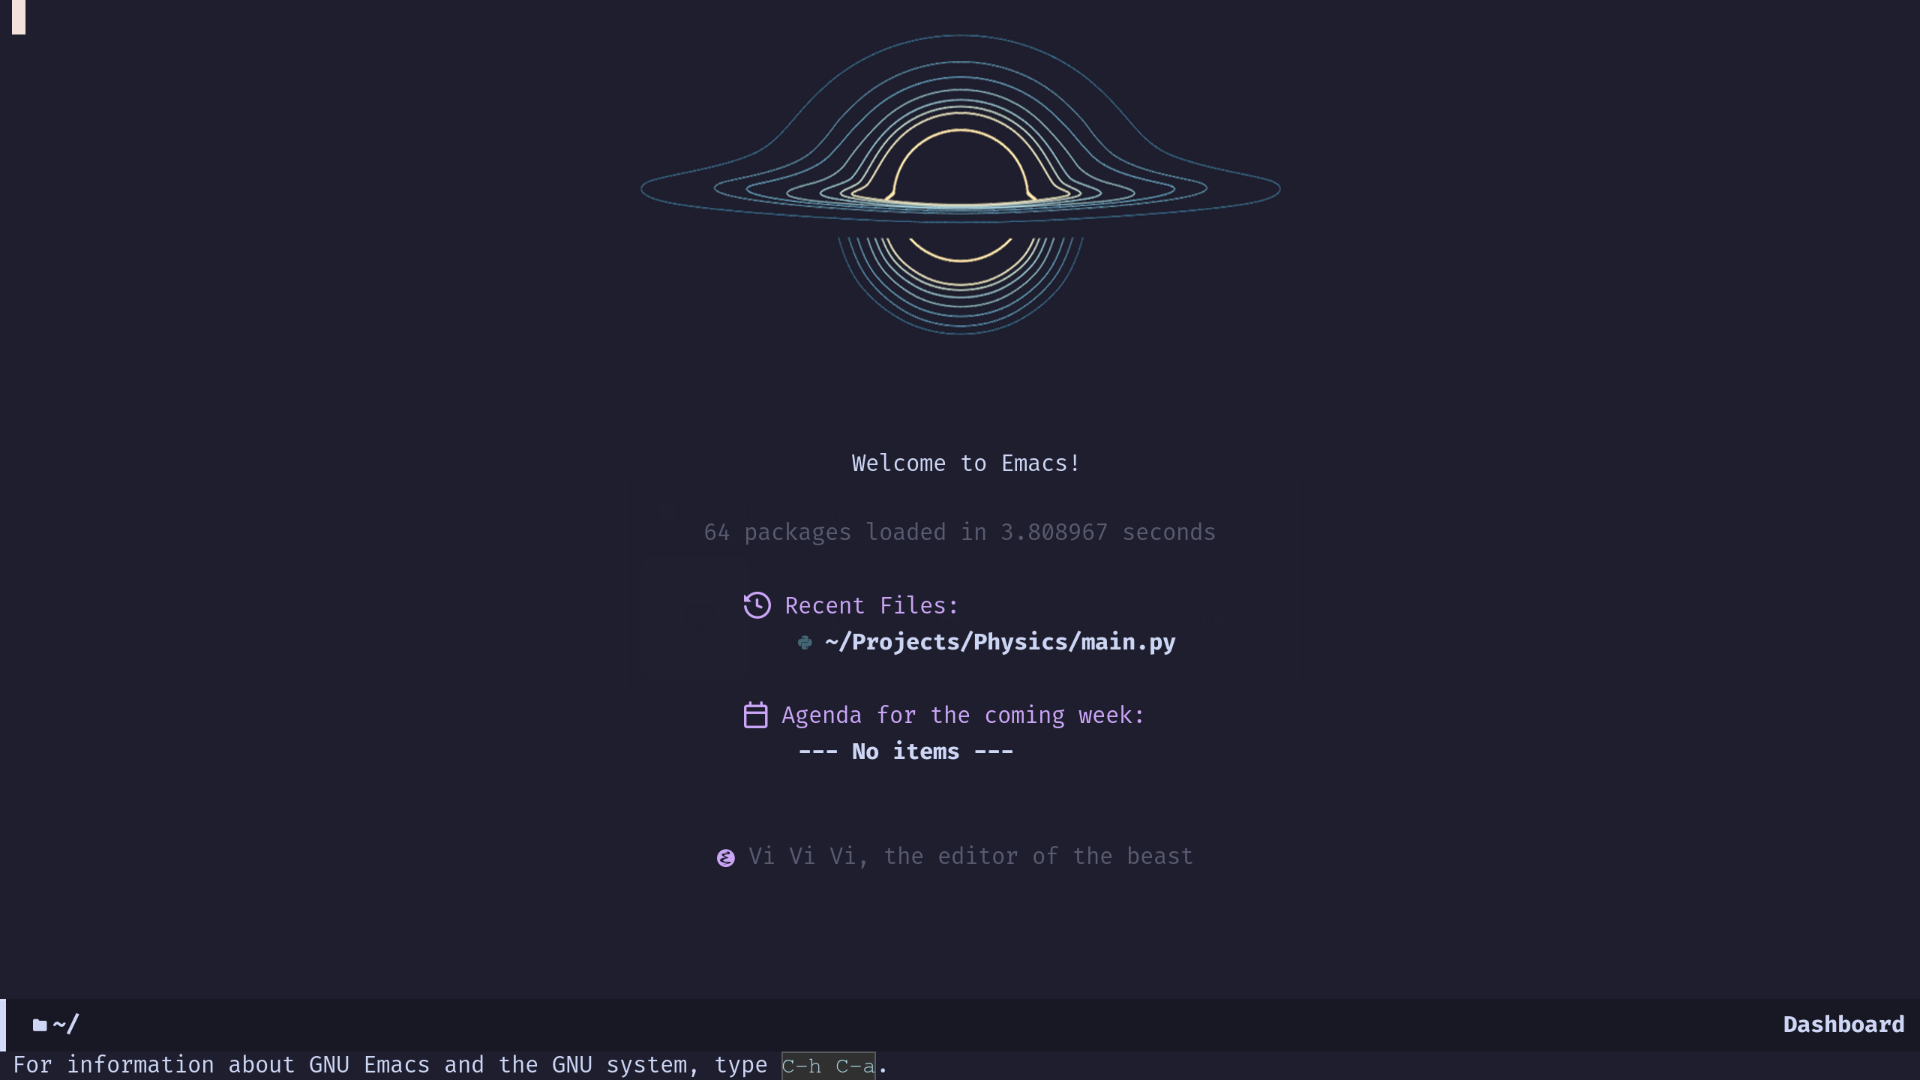 Welcome to Emacs!
64 packages loaded in 3.808967 seconds
Recent Files:
~/Projects/Physics/main.py
Agenda for the coming week:
--- No items ---
Vi Vi Vi, the editor of the beast
~/
Dashboard
For information about GNU Emacs and the GNU system, type C-h C-a.